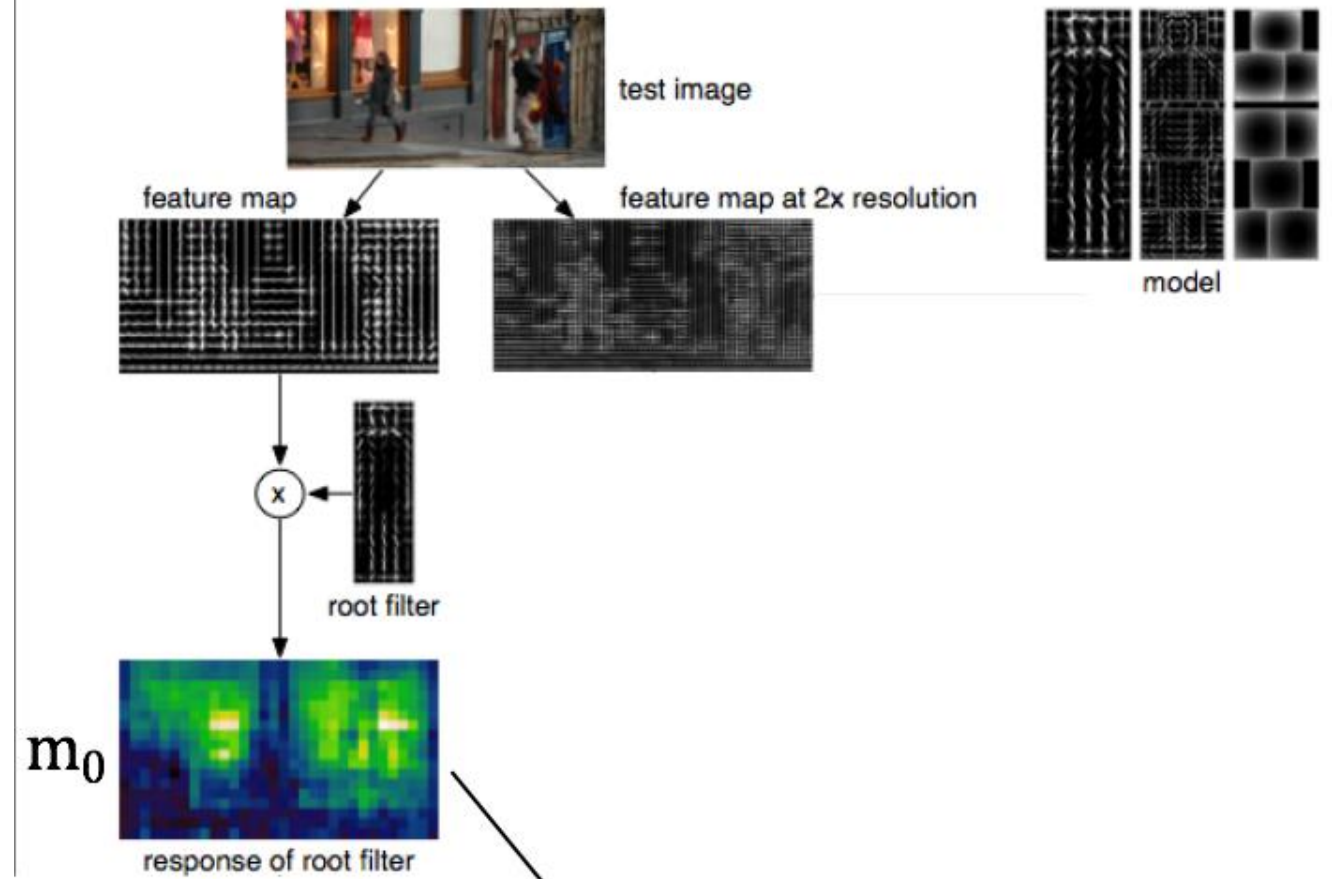 test image
feature map
feature map at 2x resolution
model
x
root filter
m₀
response of root filter